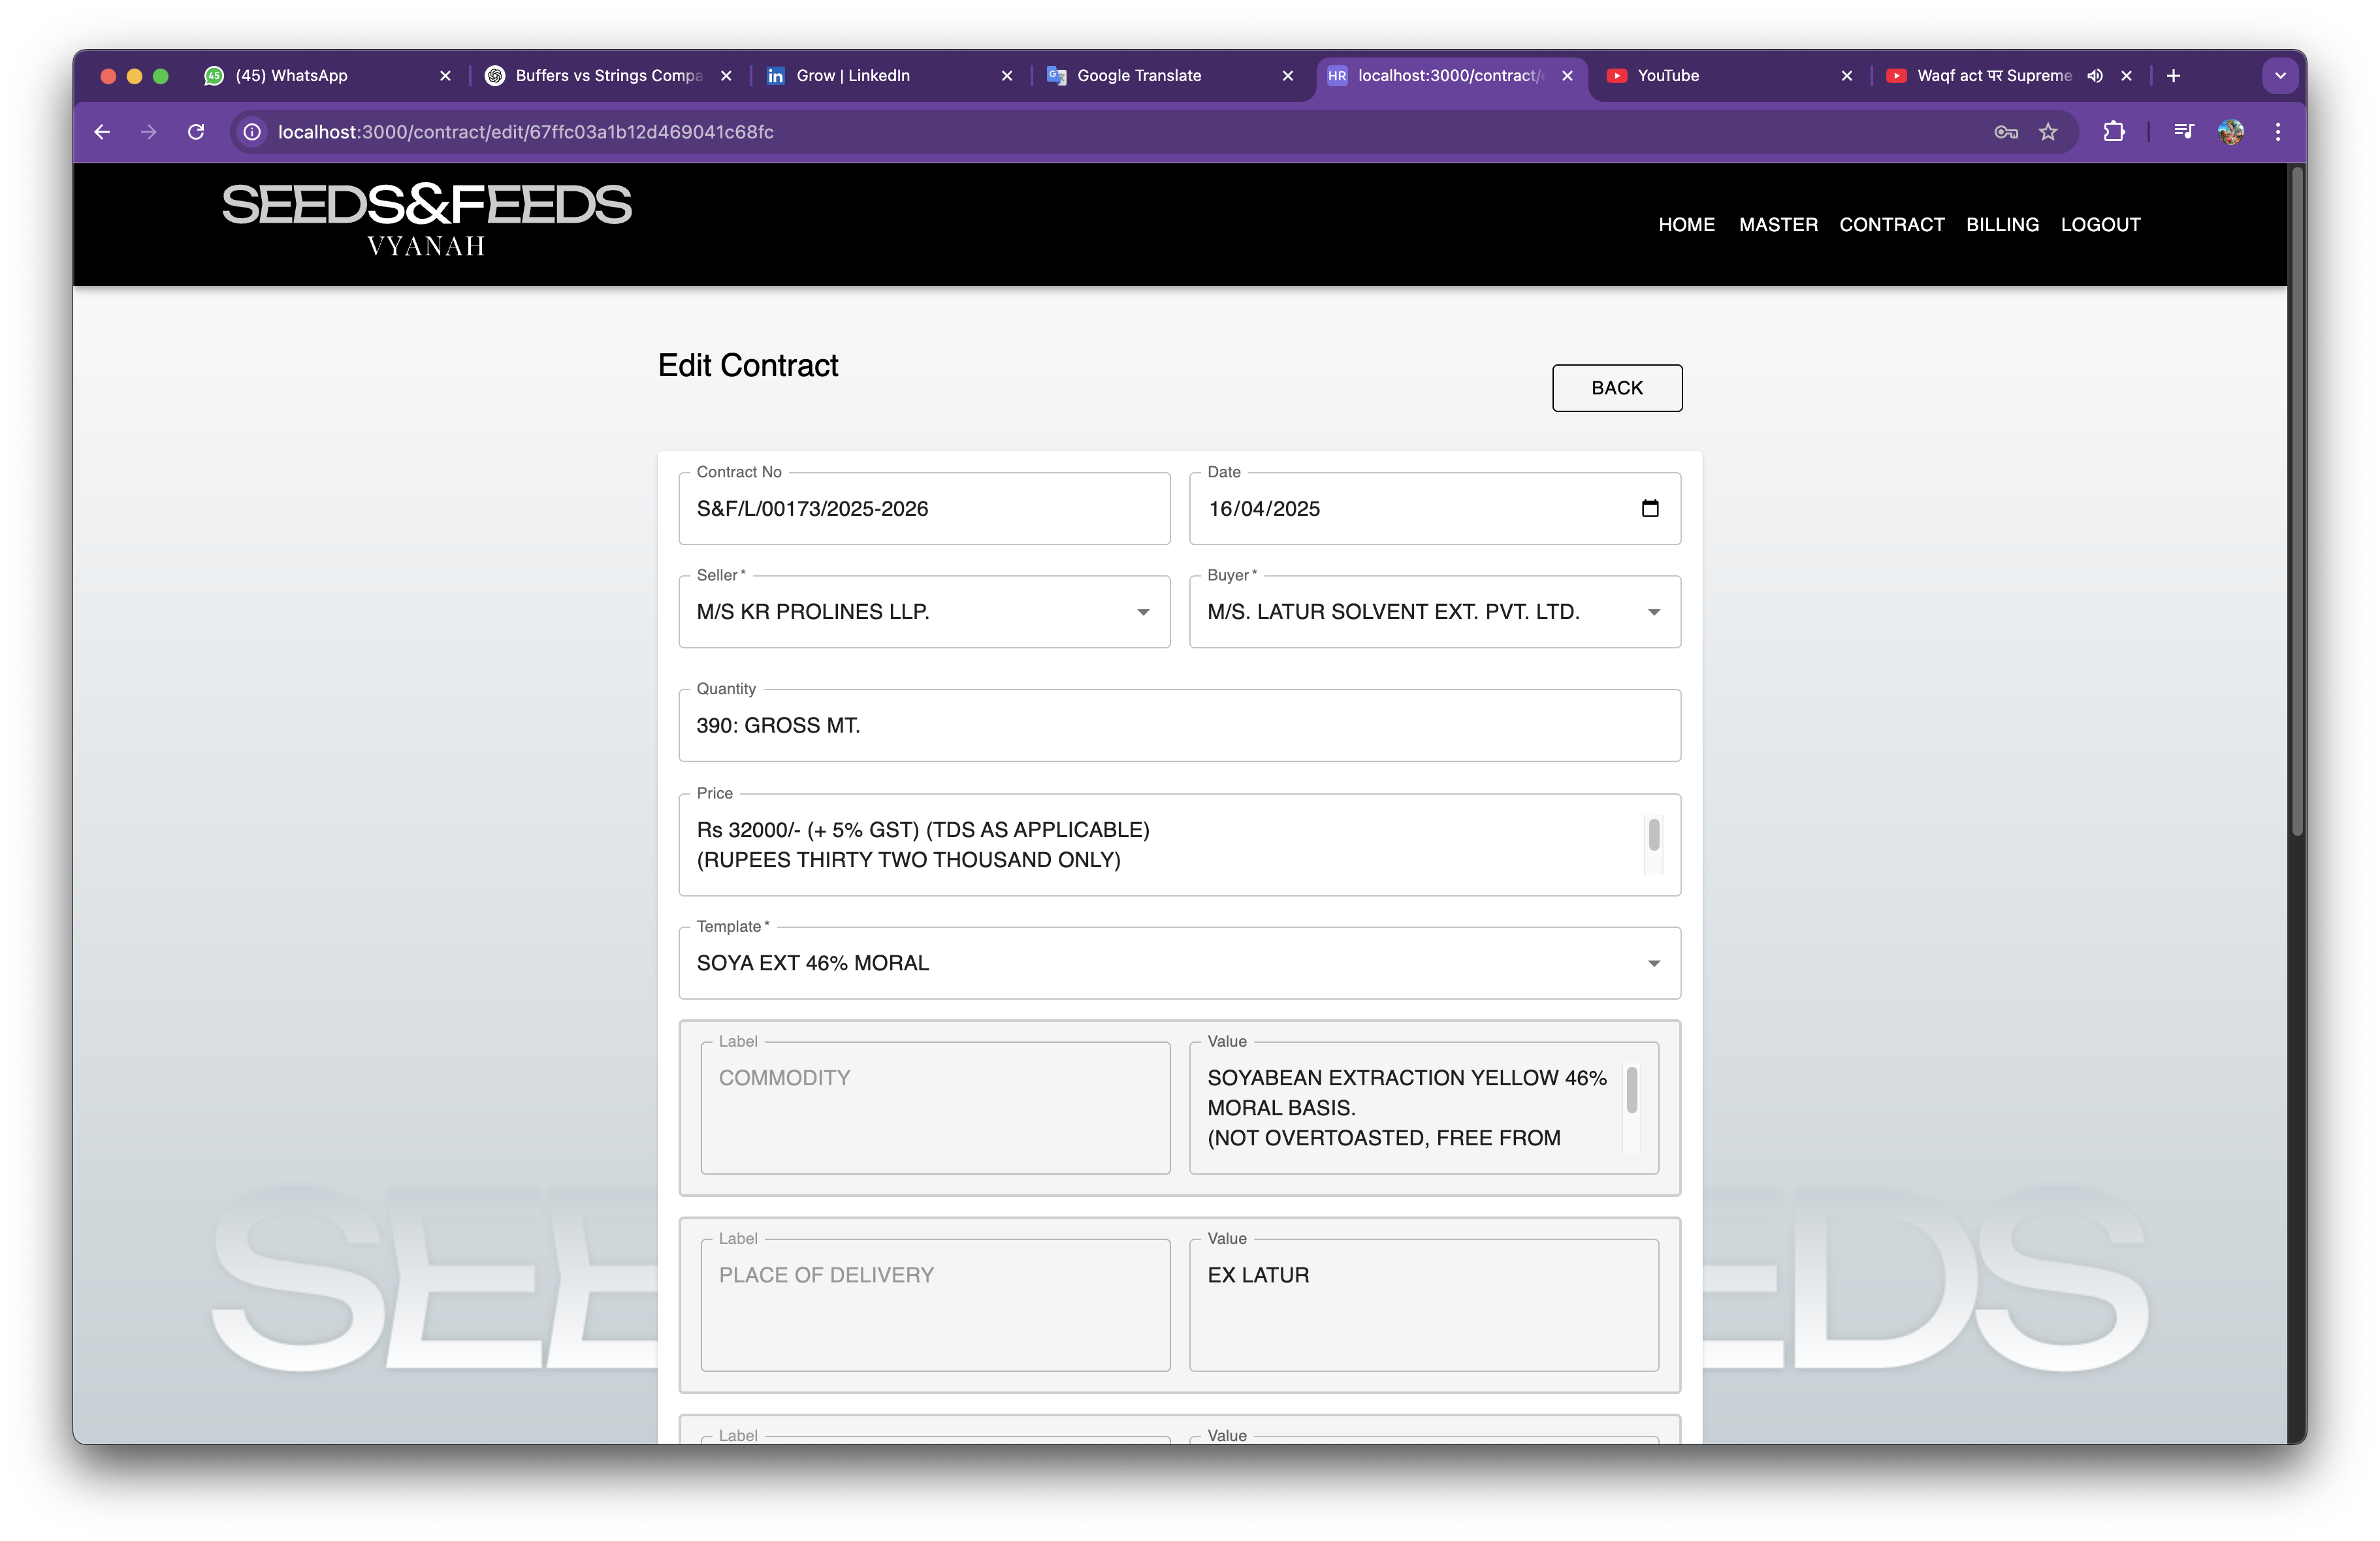 (45) WhatsApp
Buffers vs Strings Compa
Grow | LinkedIn
Google Translate
HR
localhost:3000/contract/
YouTube
Waqf act पर Supreme
localhost:3000/contract/edit/67ffc03a1b12d469041c68fc
SEEDS&FEEDS
VYANAH
HOME MASTER CONTRACT BILLING LOGOUT
Edit Contract
BACK
Contract No
S&F/L/00173/2025-2026
Date
16/04/2025
Seller *
M/S KR PROLINES LLP.
Buyer *
M/S. LATUR SOLVENT EXT. PVT. LTD.
Quantity
390: GROSS MT.
Price
Rs 32000/- (+ 5% GST) (TDS AS APPLICABLE)
(RUPEES THIRTY TWO THOUSAND ONLY)
Template *
SOYA EXT 46% MORAL
Label
COMMODITY
Value
SOYABEAN EXTRACTION YELLOW 46%
MORAL BASIS.
(NOT OVERTOASTED, FREE FROM
Label
PLACE OF DELIVERY
Value
EX LATUR
SEE
EDS
Label
Value